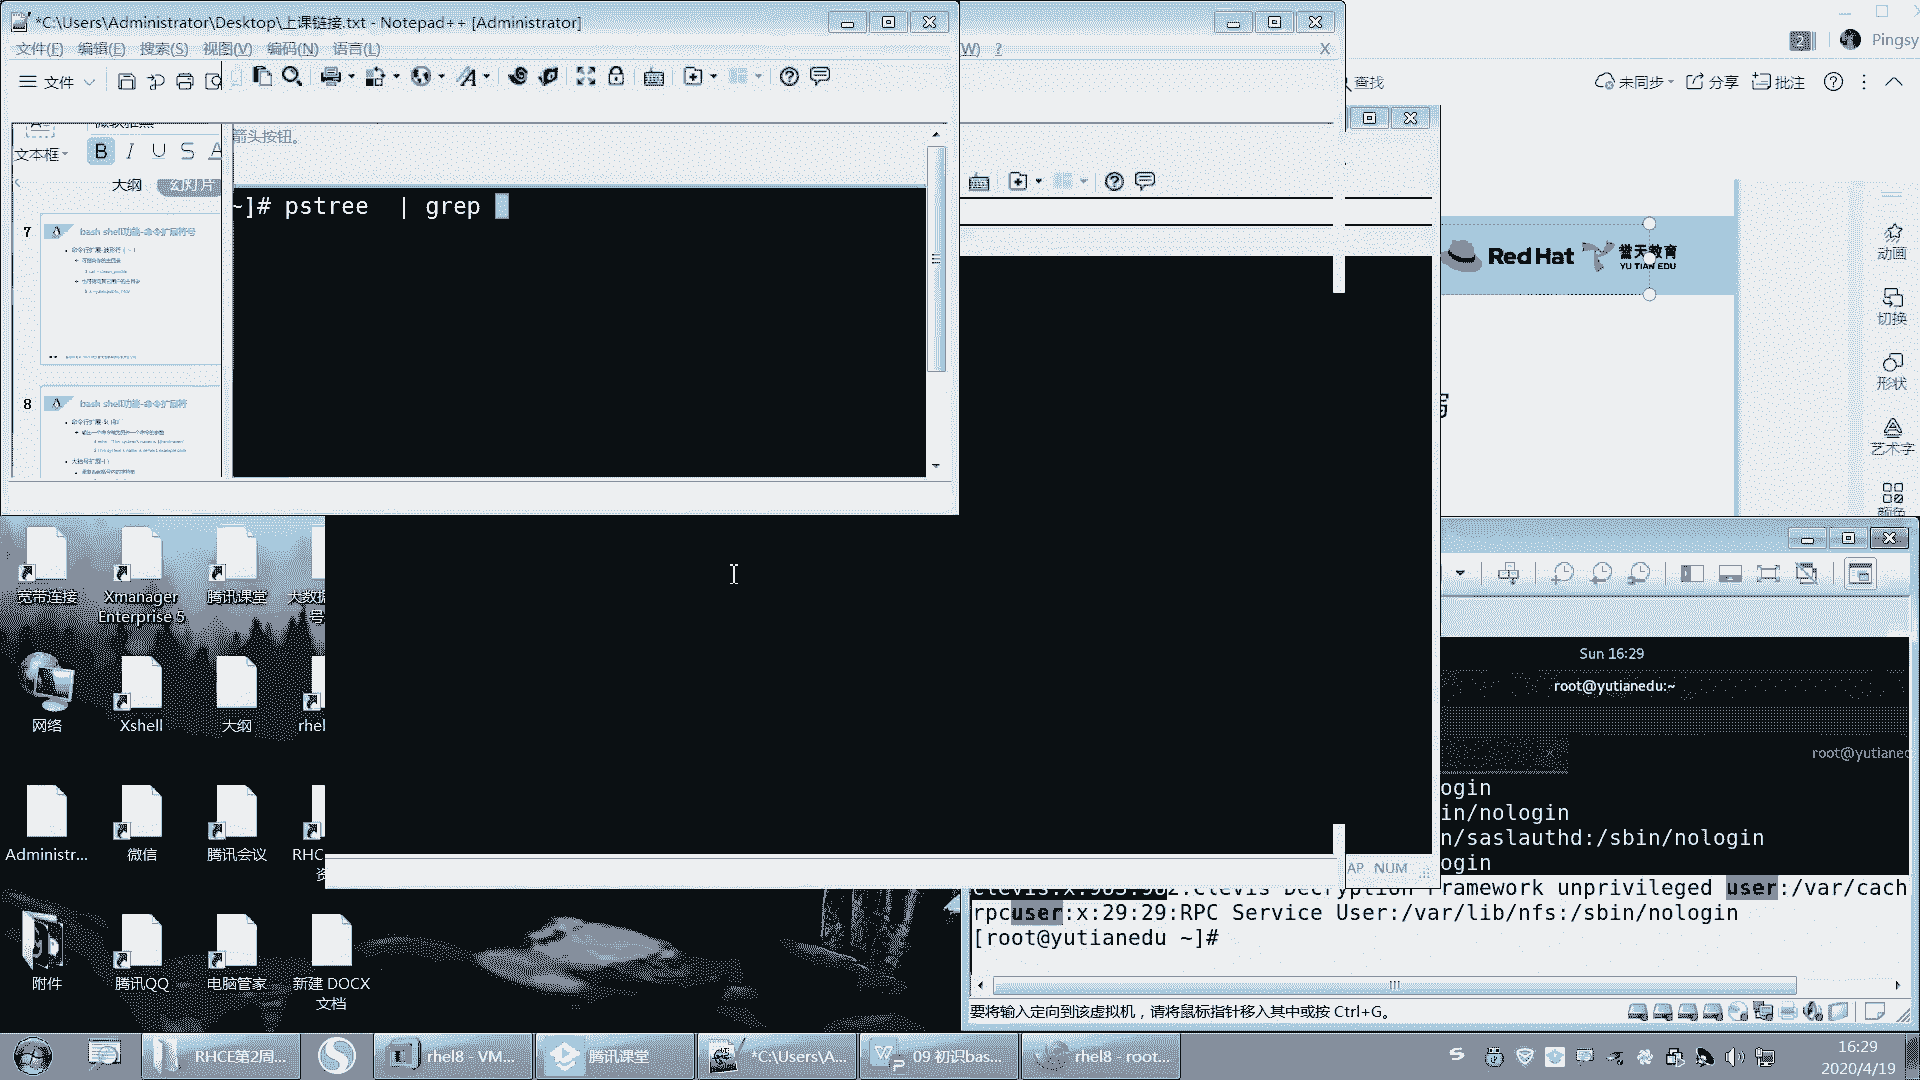 *C:\Users\Administrator\Desktop\上课链接.txt - Notepad++ [Administrator]
文件(F) 编辑(E) 搜索(S) 视图(V) 编码(N) 语言(L)
W) ?
X
Pingsy
文件
查找
未同步
分享
批注
箭头按钮。
文本框
B I U S A
大纲
幻灯片
~]# pstree  | grep
7
bash shell功能-命令扩展符号
8
bash shell功能-命令扩展符
Red Hat
誉天教育
YU TIAN EDU
动画
切换
形状
艺术字
颜色
宽带连接
Xmanager
Enterprise 5
腾讯课堂
大数据
号
网络
Xshell
大纲
rhel
Administr...
微信
腾讯会议
RHC
资
附件
腾讯QQ
电脑管家
新建 DOCX
文档
AP NUM
Sun 16:29
root@yutianedu:~
root@yutianed
ogin
in/nologin
n/saslauthd:/sbin/nologin
ogin
clevis:x:983:982:Clevis Decryption Framework unprivileged user:/var/cach
rpcuser:x:29:29:RPC Service User:/var/lib/nfs:/sbin/nologin
[root@yutianedu ~]#
要将输入定向到该虚拟机，请将鼠标指针移入其中或按 Ctrl+G。
RHCE第2周...
rhel8 - VM...
腾讯课堂
*C:\Users\A...
09 初识bas...
rhel8 - root...
16:29
2020/4/19